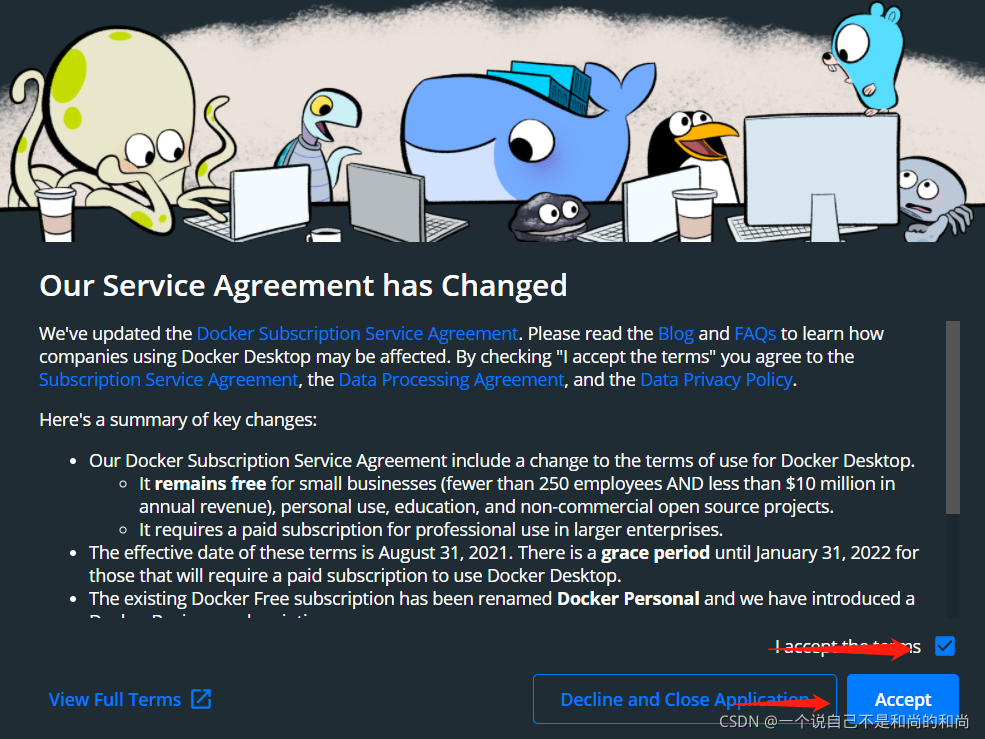 Our Service Agreement has Changed
We've updated the Docker Subscription Service Agreement. Please read the Blog and FAQs to learn how
companies using Docker Desktop may be affected. By checking "I accept the terms" you agree to the
Subscription Service Agreement, the Data Processing Agreement, and the Data Privacy Policy.
Here's a summary of key changes:
• Our Docker Subscription Service Agreement include a change to the terms of use for Docker Desktop.
◦ It remains free for small businesses (fewer than 250 employees AND less than $10 million in
annual revenue), personal use, education, and non-commercial open source projects.
◦ It requires a paid subscription for professional use in larger enterprises.
• The effective date of these terms is August 31, 2021. There is a grace period until January 31, 2022 for
those that will require a paid subscription to use Docker Desktop.
• The existing Docker Free subscription has been renamed Docker Personal and we have introduced a
I accept the terms
View Full Terms
Decline and Close Application
Accept
CSDN @一个说自己不是和尚的和尚